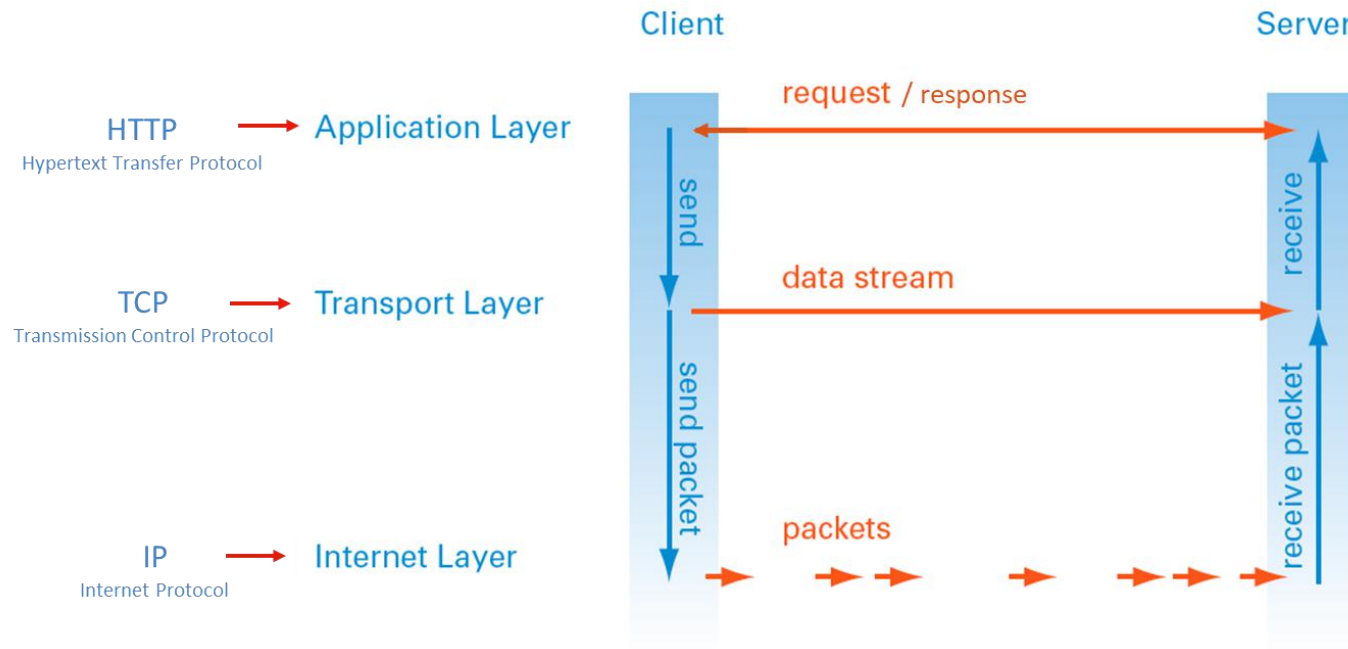 Client
Server
request / response
HTTP
Application Layer
Hypertext Transfer Protocol
send
receive
data stream
TCP
Transport Layer
Transmission Control Protocol
send packet
receive packet
packets
IP
Internet Layer
Internet Protocol